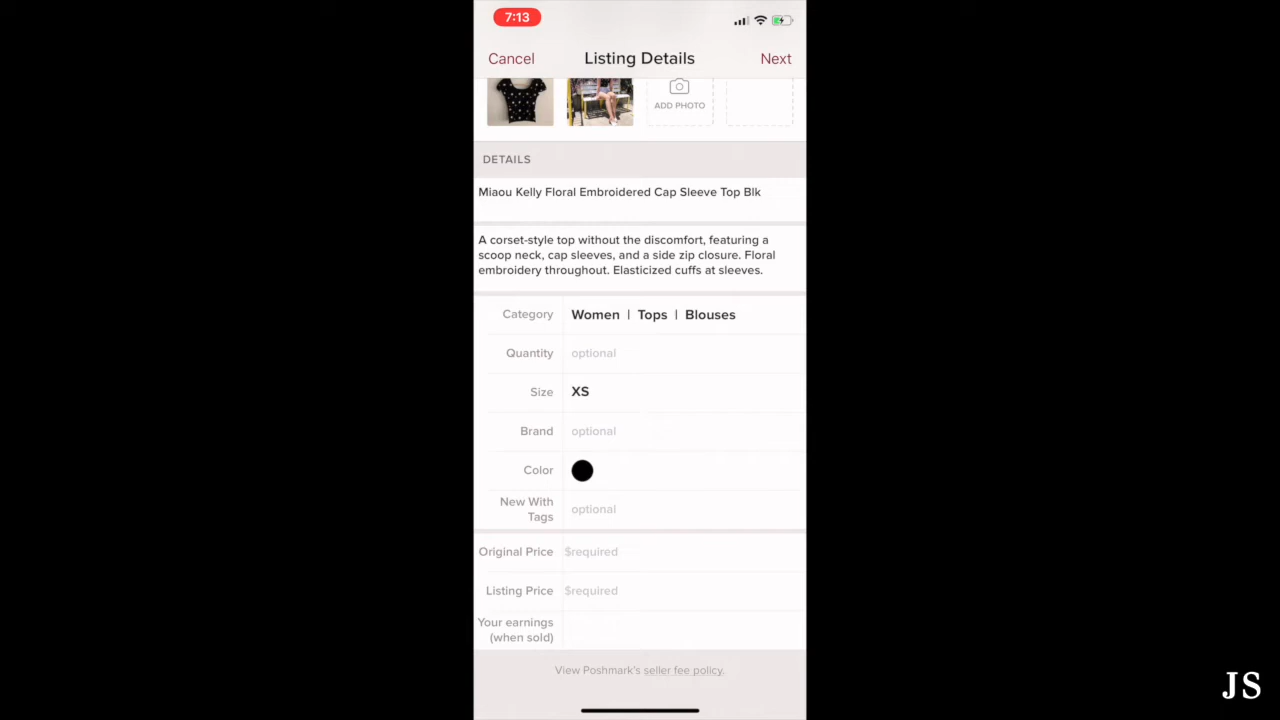 7:13
Cancel
Listing Details
Next
ADD PHOTO
DETAILS
Miaou Kelly Floral Embroidered Cap Sleeve Top Blk
A corset-style top without the discomfort, featuring a
scoop neck, cap sleeves, and a side zip closure. Floral
embroidery throughout. Elasticized cuffs at sleeves.
Category Women | Tops | Blouses
Quantity optional
Size XS
Brand optional
Color
New With
Tags
optional
Original Price $required
Listing Price $required
Your earnings
(when sold)
View Poshmark's seller fee policy.
JS